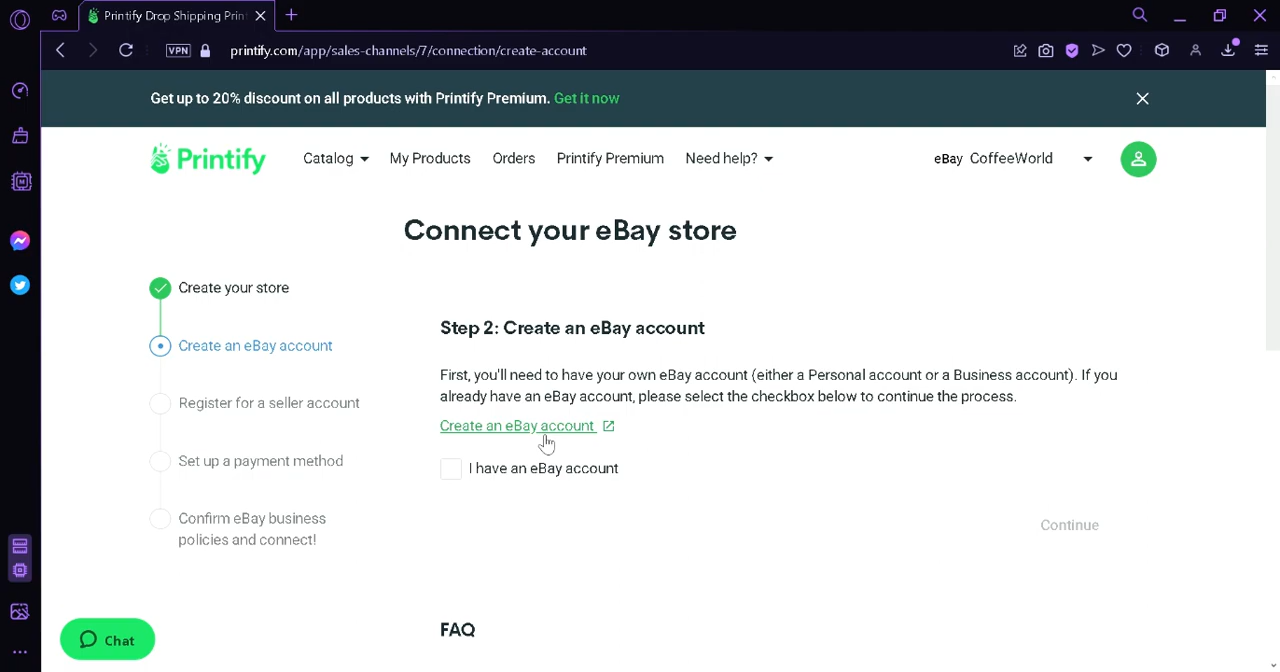 Printify Drop Shipping Prin
VPN
printify.com/app/sales-channels/7/connection/create-account
Get up to 20% discount on all products with Printify Premium. Get it now
Printify
Catalog
My Products
Orders
Printify Premium
Need help?
eBay CoffeeWorld
Connect your eBay store
Create your store
Create an eBay account
Register for a seller account
Set up a payment method
Confirm eBay business
policies and connect!
Step 2: Create an eBay account
First, you'll need to have your own eBay account (either a Personal account or a Business account). If you
already have an eBay account, please select the checkbox below to continue the process.
Create an eBay account
I have an eBay account
Continue
FAQ
Chat